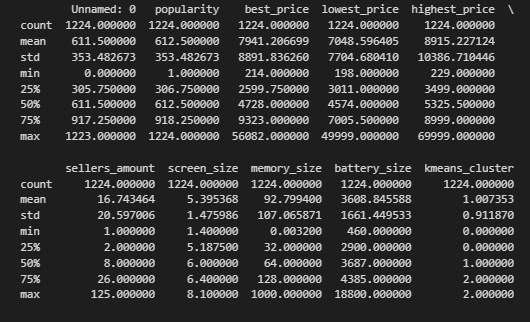 Unnamed: 0 popularity best_price lowest_price highest_price \
count 1224.000000 1224.000000 1224.000000 1224.000000 1224.000000
mean 611.500000 612.500000 7941.206699 7048.596405 8915.227124
std 353.482673 353.482673 8891.836260 7704.680410 10386.710446
min 0.000000 1.000000 214.000000 198.000000 229.000000
25% 305.750000 306.750000 2599.750000 3011.000000 3499.000000
50% 611.500000 612.500000 4728.000000 4574.000000 5325.500000
75% 917.250000 918.250000 9323.000000 7005.500000 8999.000000
max 1223.000000 1224.000000 56082.000000 49999.000000 69999.000000
sellers_amount screen_size memory_size battery_size kmeans_cluster
count 1224.000000 1224.000000 1224.000000 1224.000000 1224.000000
mean 16.743464 5.395368 92.799400 3608.845588 1.007353
std 20.597006 1.475986 107.065871 1661.449533 0.911870
min 1.000000 1.400000 0.003200 460.000000 0.000000
25% 2.000000 5.187500 32.000000 2900.000000 0.000000
50% 8.000000 6.000000 64.000000 3687.000000 1.000000
75% 26.000000 6.400000 128.000000 4385.000000 2.000000
max 125.000000 8.100000 1000.000000 18800.000000 2.000000